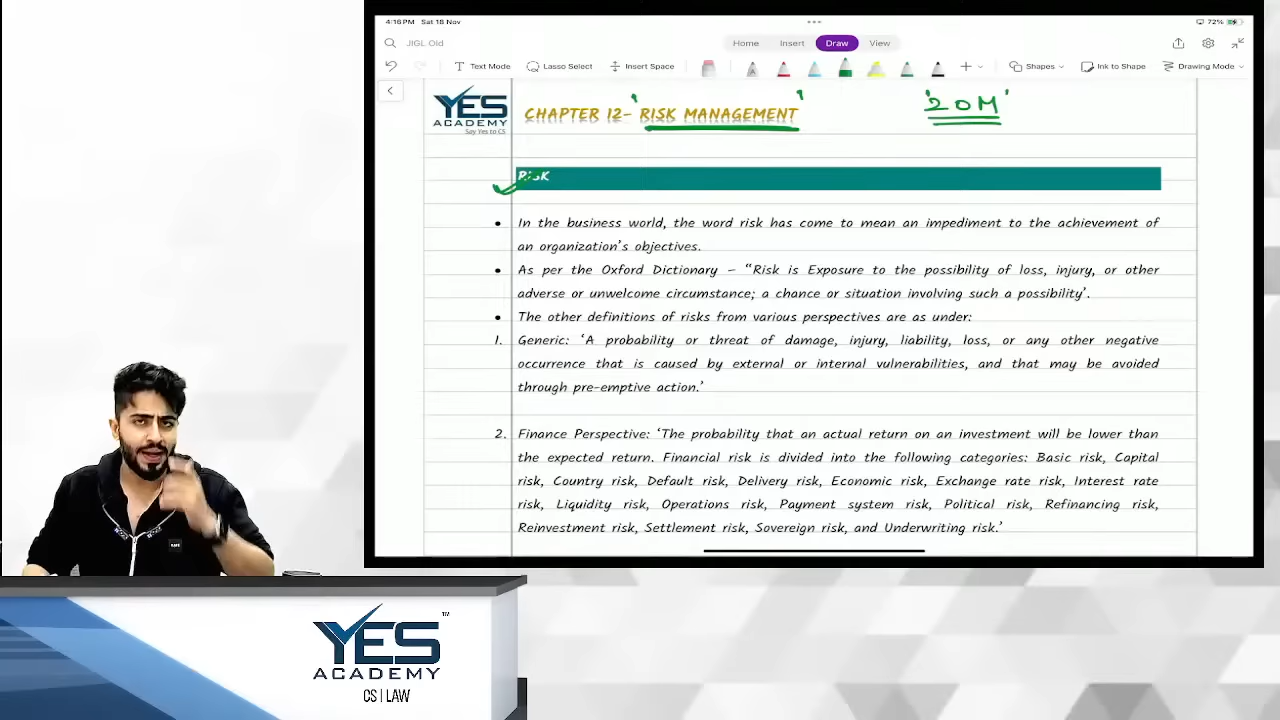 4:16 PM Sat 18 Nov
72%
JIGL Old
Home Insert Draw View
Text Mode Lasso Select Insert Space Shapes Ink to Shape Drawing Mode
YES
ACADEMY
Say Yes to CS
CHAPTER 12- 'RISK MANAGEMENT'
'20M'
RISK
• In the business world, the word risk has come to mean an impediment to the achievement of
an organization's objectives.
• As per the Oxford Dictionary – “Risk is Exposure to the possibility of loss, injury, or other
adverse or unwelcome circumstance; a chance or situation involving such a possibility’.
• The other definitions of risks from various perspectives are as under:
1. Generic: ‘A probability or threat of damage, injury, liability, loss, or any other negative
occurrence that is caused by external or internal vulnerabilities, and that may be avoided
through pre-emptive action.’
2. Finance Perspective: ‘The probability that an actual return on an investment will be lower than
the expected return. Financial risk is divided into the following categories: Basic risk, Capital
risk, Country risk, Default risk, Delivery risk, Economic risk, Exchange rate risk, Interest rate
risk, Liquidity risk, Operations risk, Payment system risk, Political risk, Refinancing risk,
Reinvestment risk, Settlement risk, Sovereign risk,and Underwriting risk.’
YES™
ACADEMY
CS | LAW